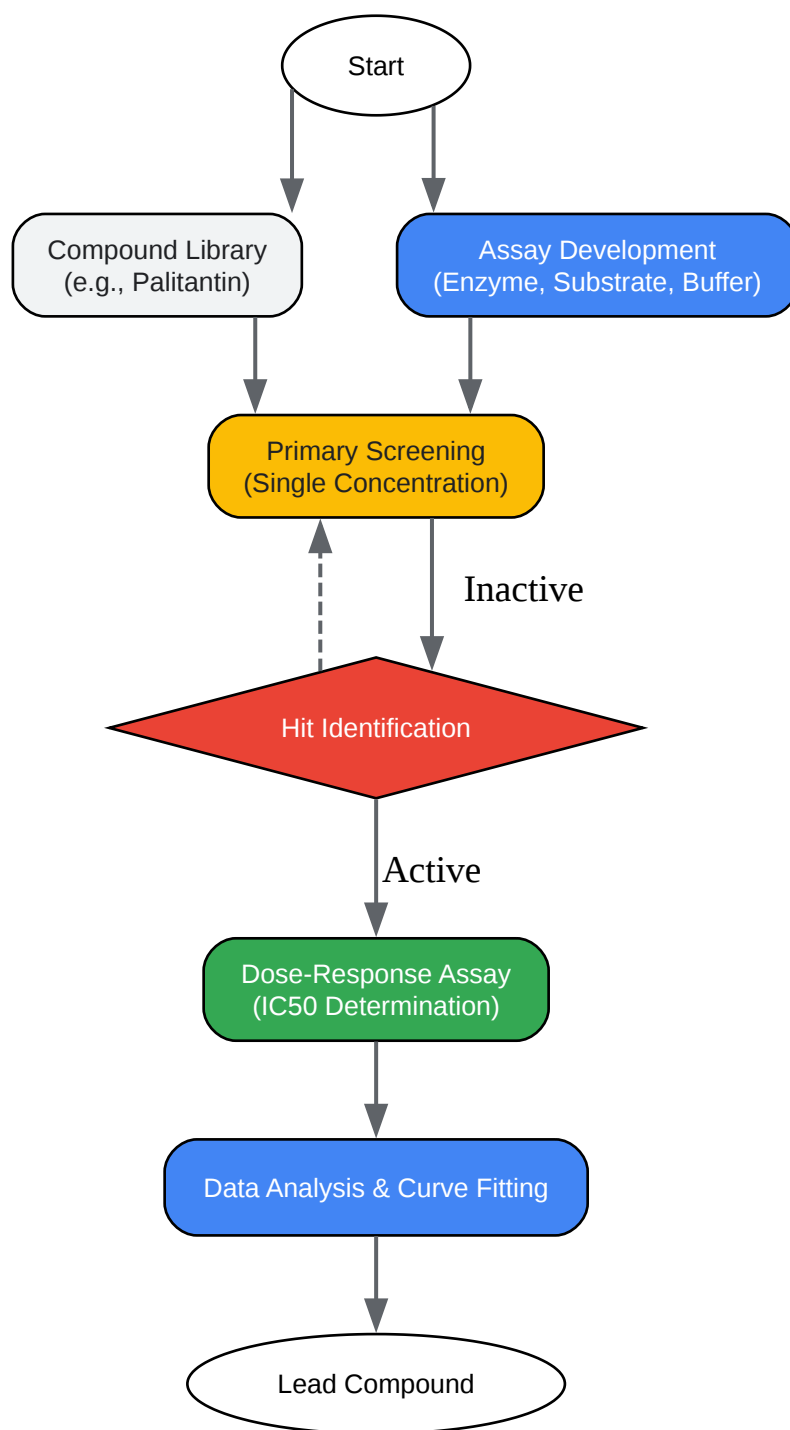 Start
Compound Library
(e.g., Palitantin)
Assay Development
(Enzyme, Substrate, Buffer)
Primary Screening
(Single Concentration)
Inactive
Hit Identification
Active
Dose-Response Assay
(IC50 Determination)
Data Analysis & Curve Fitting
Lead Compound